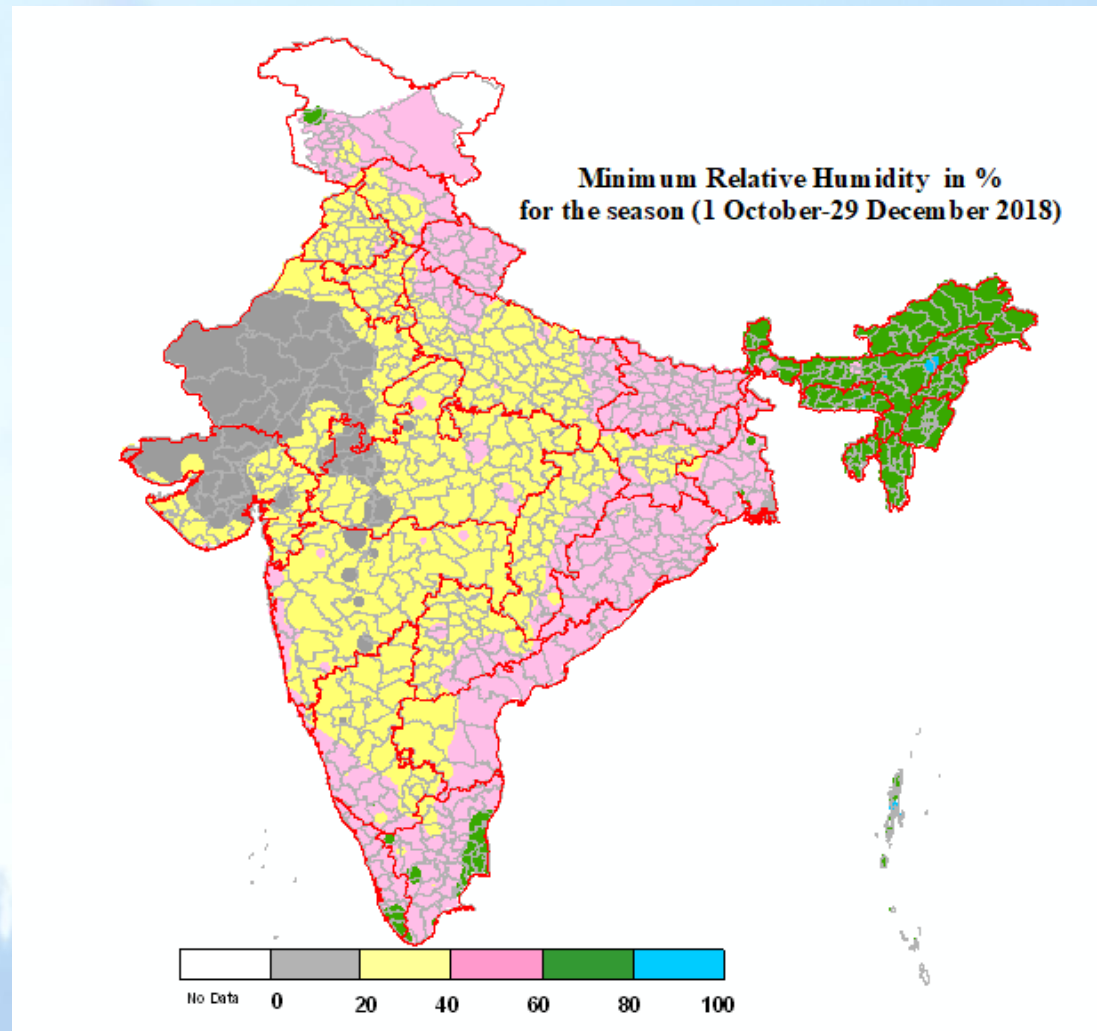 Minimum Relative Humidity in %
for the season (1 October-29 December 2018)
No Data 0 20 40 60 80 100